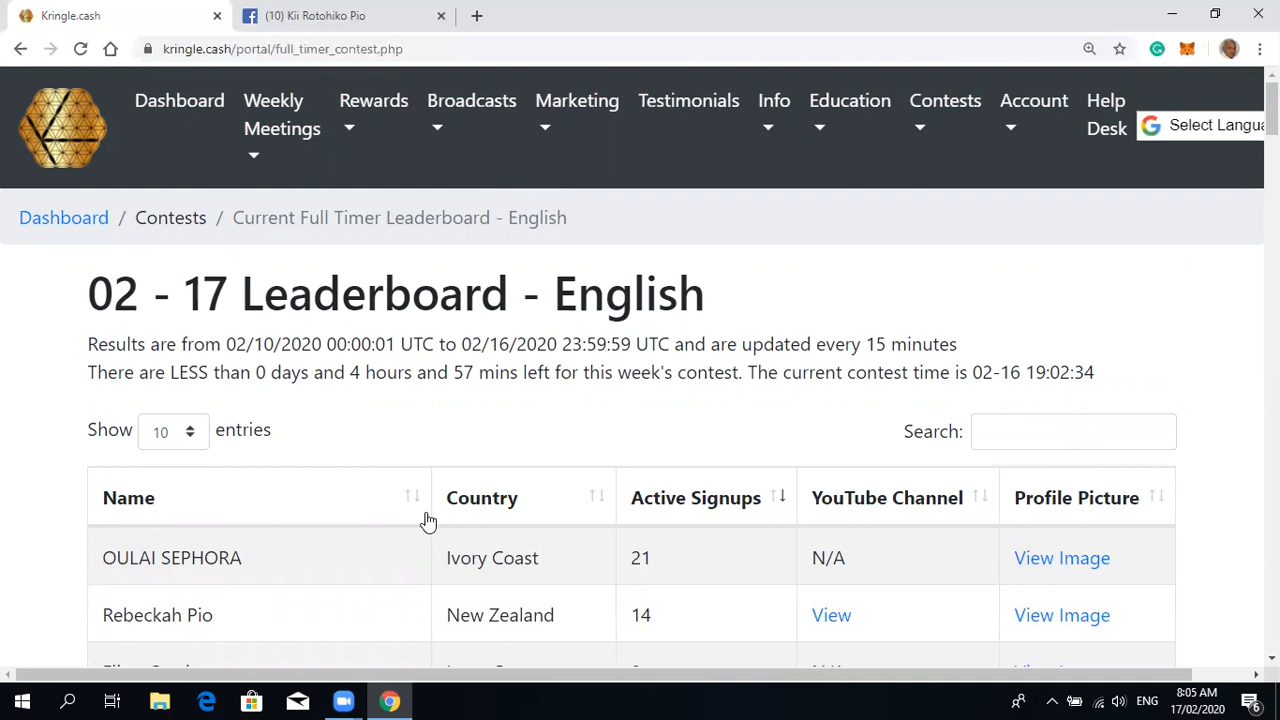 Kringle.cash
(10) Kii Rotohiko Pio
kringle.cash/portal/full_timer_contest.php
Dashboard Weekly Meetings Rewards Broadcasts Marketing Testimonials Info Education Contests Account Help Desk
Select Langua
Dashboard / Contests / Current Full Timer Leaderboard - English
02 - 17 Leaderboard - English
Results are from 02/10/2020 00:00:01 UTC to 02/16/2020 23:59:59 UTC and are updated every 15 minutes
There are LESS than 0 days and 4 hours and 57 mins left for this week's contest. The current contest time is 02-16 19:02:34
Show 10 entries Search:
Name Country Active Signups YouTube Channel Profile Picture
OULAI SEPHORA Ivory Coast 21 N/A View Image
Rebeckah Pio New Zealand 14 View View Image
ENG
8:05 AM
17/02/2020
6